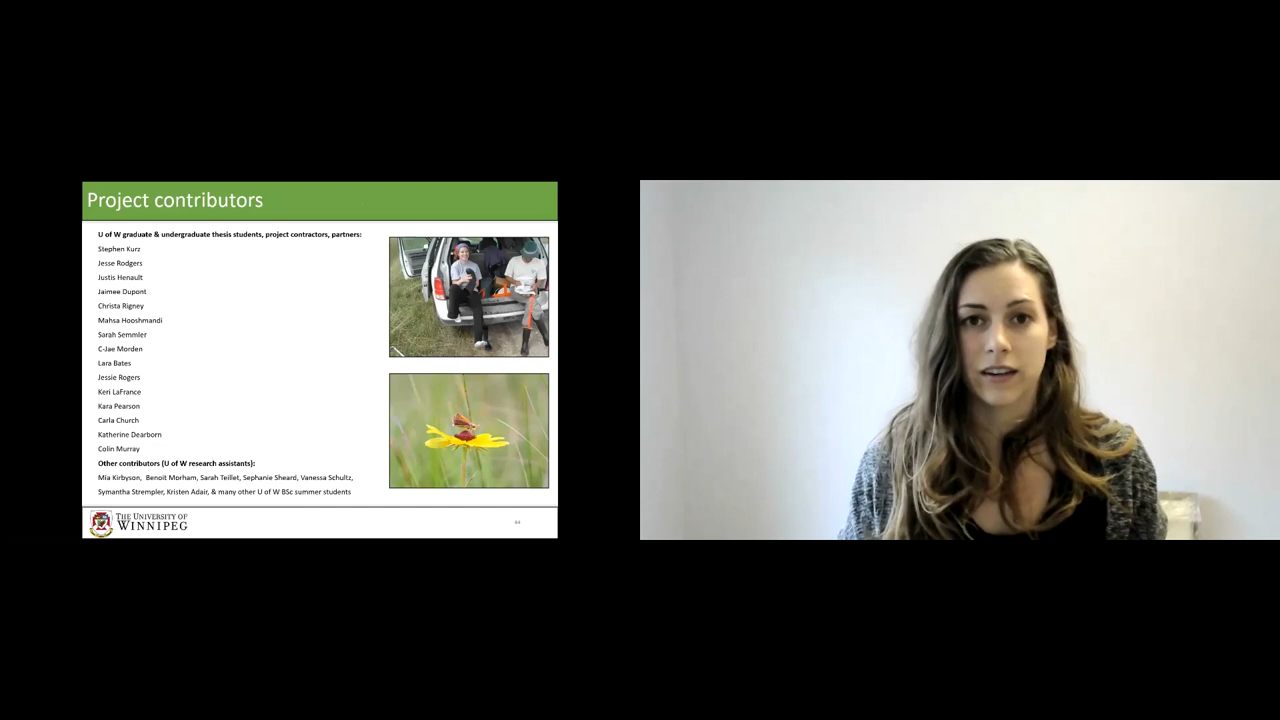 Project contributors
U of W graduate & undergraduate thesis students, project contractors, partners:
Stephen Kurz
Jesse Rodgers
Justis Henault
Jaimee Dupont
Christa Rigney
Mahsa Hooshmandi
Sarah Semmler
C-Jae Morden
Lara Bates
Jessie Rogers
Keri LaFrance
Kara Pearson
Carla Church
Katherine Dearborn
Colin Murray
Other contributors (U of W research assistants):
Mia Kirbyson, Benoit Morham, Sarah Teillet, Sephanie Sheard, Vanessa Schultz,
Symantha Strempler, Kristen Adair, & many other U of W BSc summer students
THE UNIVERSITY OF
WINNIPEG